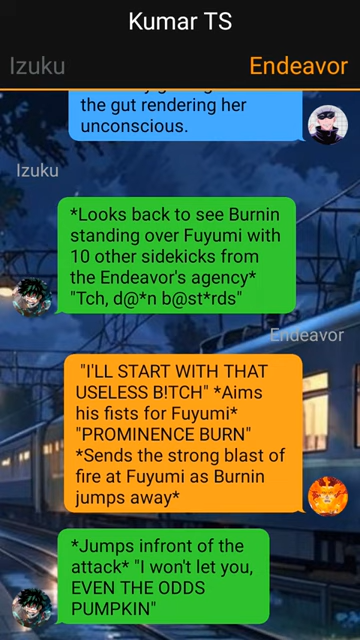 Kumar TS
Izuku
Endeavor
the gut rendering her
unconscious.
Izuku
*Looks back to see Burnin
standing over Fuyumi with
10 other sidekicks from
the Endeavor's agency*
"Tch, d@*n b@st*rds"
Endeavor
"I'LL START WITH THAT
USELESS B!TCH" *Aims
his fists for Fuyumi*
"PROMINENCE BURN"
*Sends the strong blast of
fire at Fuyumi as Burnin
jumps away*
*Jumps infront of the
attack* "I won't let you,
EVEN THE ODDS
PUMPKIN"